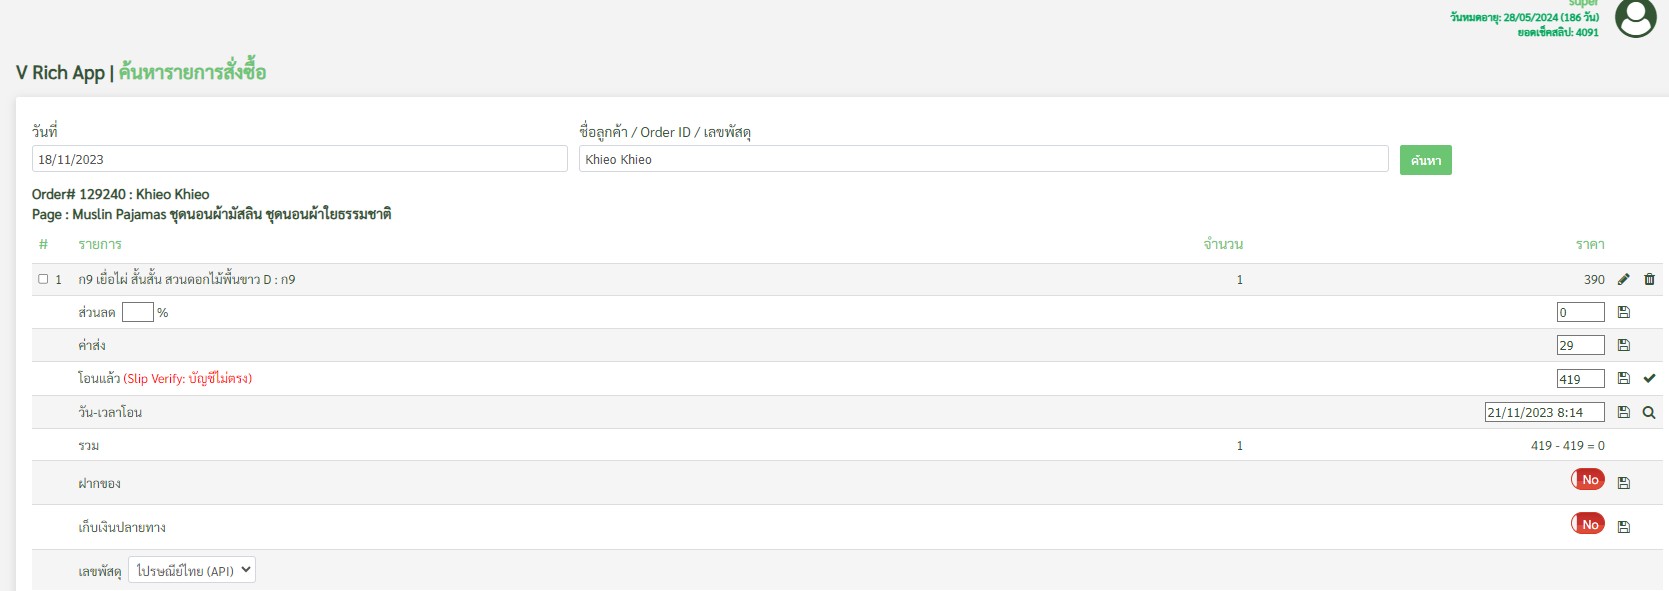 super
วันหมดอายุ: 28/05/2024 (186 วัน)
ยอดเช็คสลิป: 4091
V Rich App | ค้นหารายการสั่งซื้อ
วันที่
18/11/2023
ชื่อลูกค้า / Order ID / เลขพัสดุ
Khieo Khieo
ค้นหา
Order# 129240 : Khieo Khieo
Page : Muslin Pajamas ชุดนอนผ้ามัสลิน ชุดนอนผ้าใยธรรมชาติ
# รายการ จำนวน ราคา
1 ก9 เยื่อไผ่ สั้นสั้น สวนดอกไม้พื้นขาว D : ก9 1 390
ส่วนลด % 0
ค่าส่ง 29
โอนแล้ว (Slip Verify: บัญชีไม่ตรง) 419
วัน-เวลาโอน 21/11/2023 8:14
รวม 1 419 - 419 = 0
ฝากของ No
เก็บเงินปลายทาง No
เลขพัสดุ ไปรษณีย์ไทย (API)